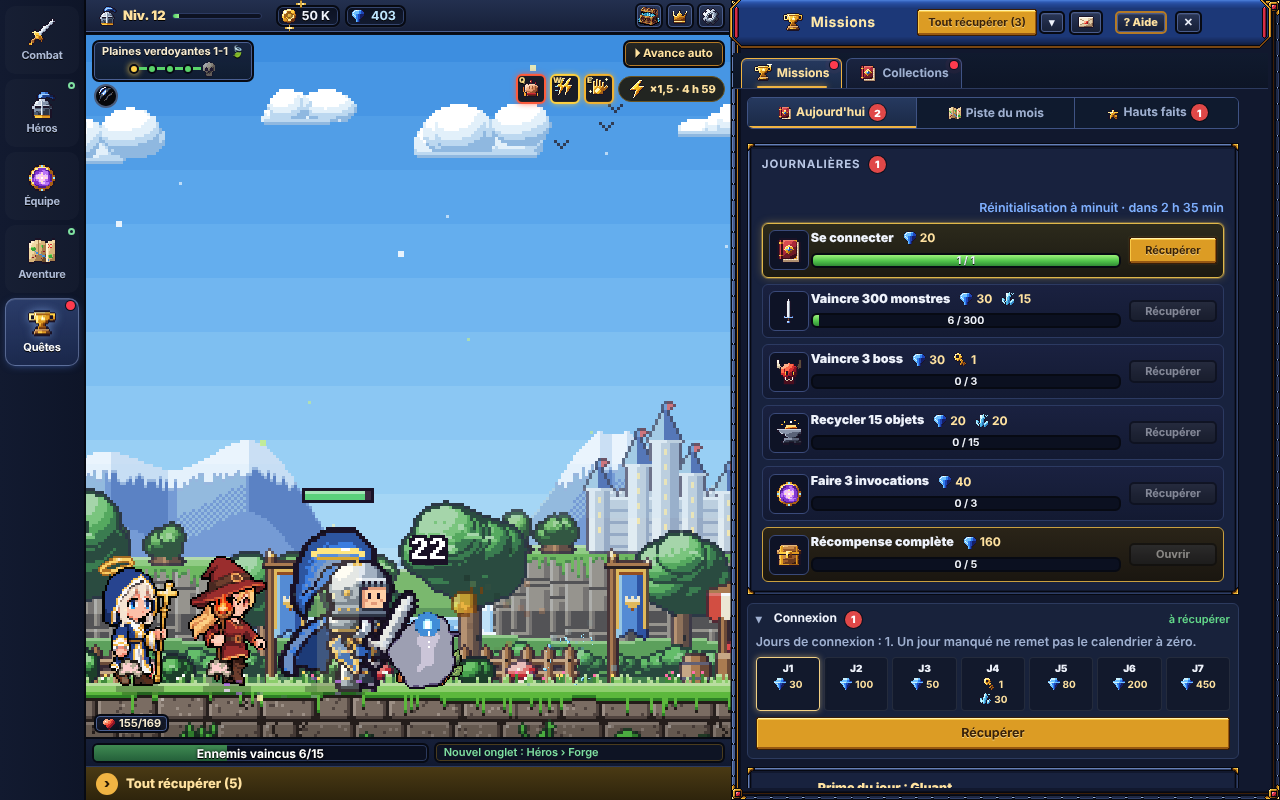 Combat
Héros
Équipe
Aventure
Quêtes
Niv. 12
50 K
403
Plaines verdoyantes 1-1
Avance auto
Q
W
E
×1,5 · 4 h 59
22
155/169
Ennemis vaincus 6/15
Nouvel onglet : Héros › Forge
Tout récupérer (5)
Missions
Tout récupérer (3)
? Aide
Missions
Collections
Aujourd'hui 2
Piste du mois
Hauts faits 1
JOURNALIÈRES 1
Réinitialisation à minuit · dans 2 h 35 min
Se connecter 20
1 / 1
Récupérer
Vaincre 300 monstres 30 15
6 / 300
Récupérer
Vaincre 3 boss 30 1
0 / 3
Récupérer
Recycler 15 objets 20 20
0 / 15
Récupérer
Faire 3 invocations 40
0 / 3
Récupérer
Récompense complète 160
0 / 5
Ouvrir
Connexion 1
à récupérer
Jours de connexion : 1. Un jour manqué ne remet pas le calendrier à zéro.
J1
30
J2
100
J3
50
J4
1
30
J5
80
J6
200
J7
450
Récupérer
Prime du jour : Gluant